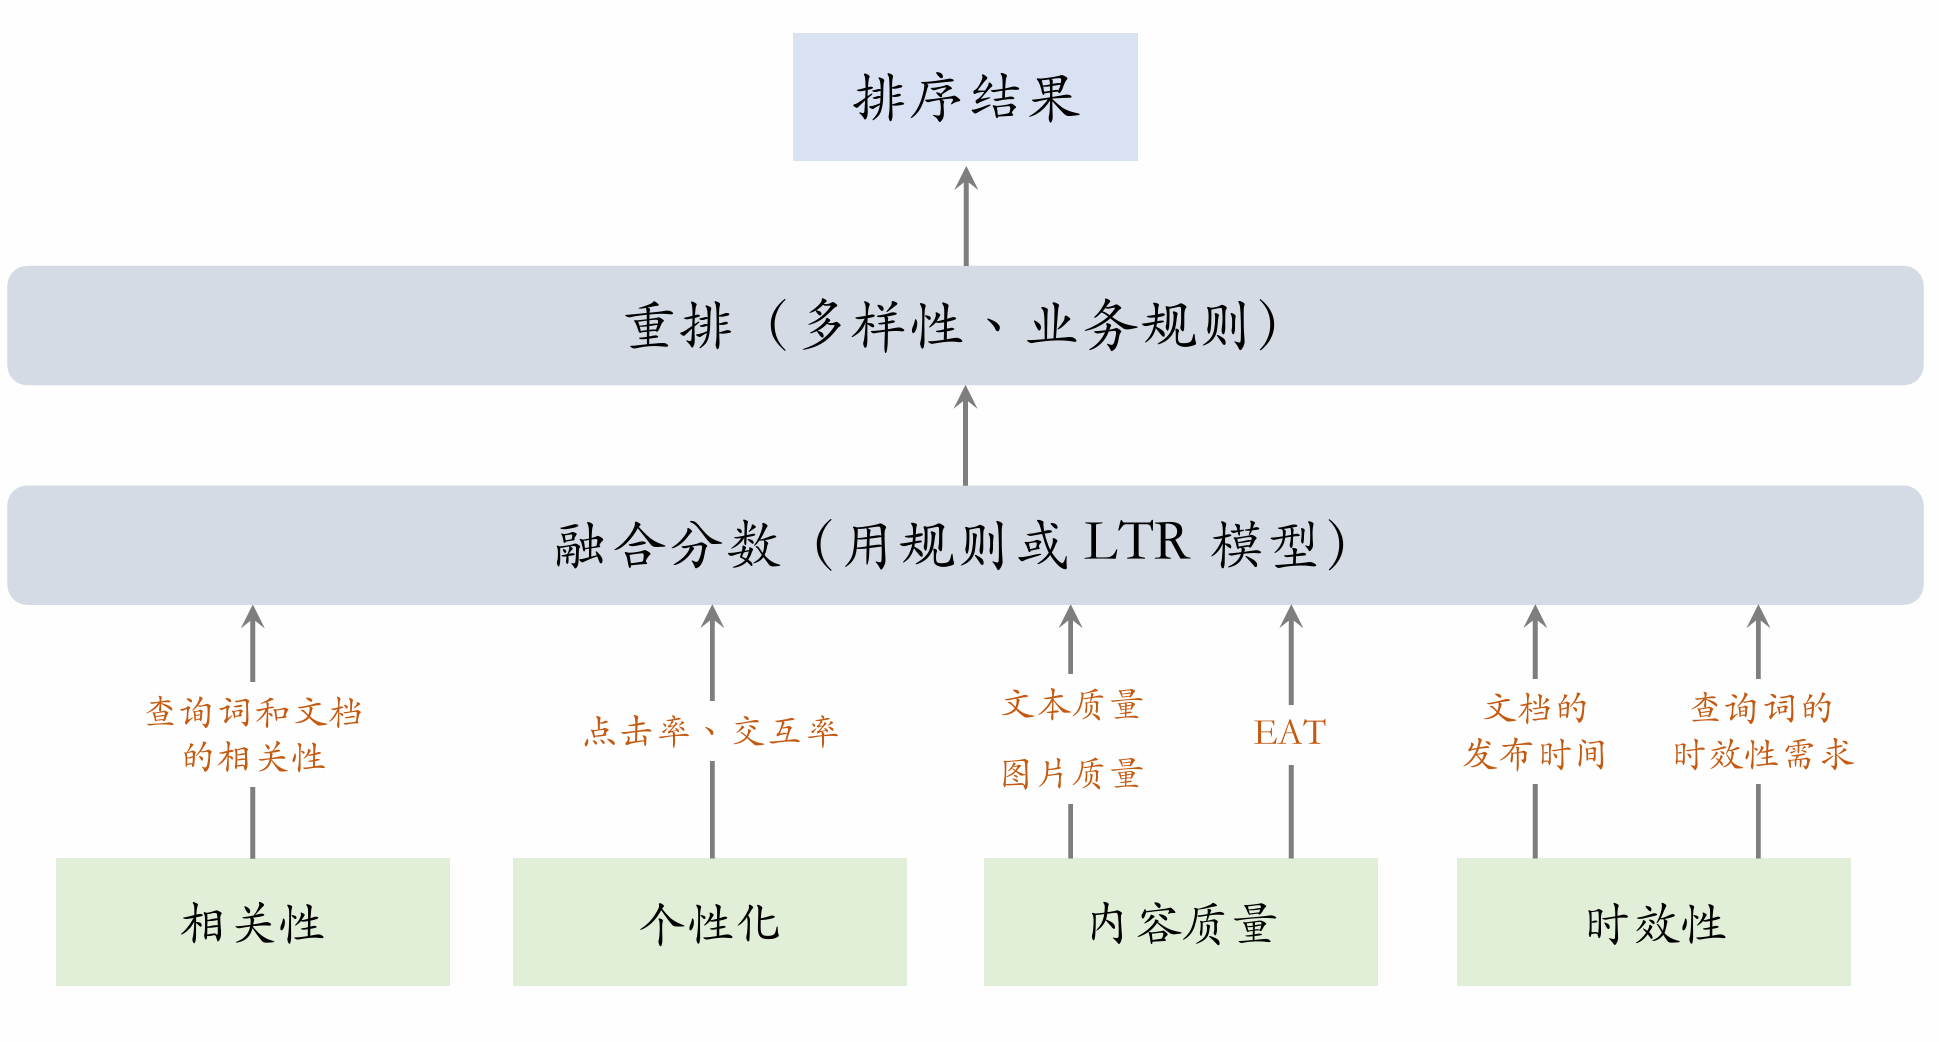 排序结果
重排（多样性、业务规则）
融合分数（用规则或 LTR 模型）
查询词和文档
的相关性
点击率、交互率
文本质量
图片质量
EAT
文档的
发布时间
查询词的
时效性需求
相关性
个性化
内容质量
时效性